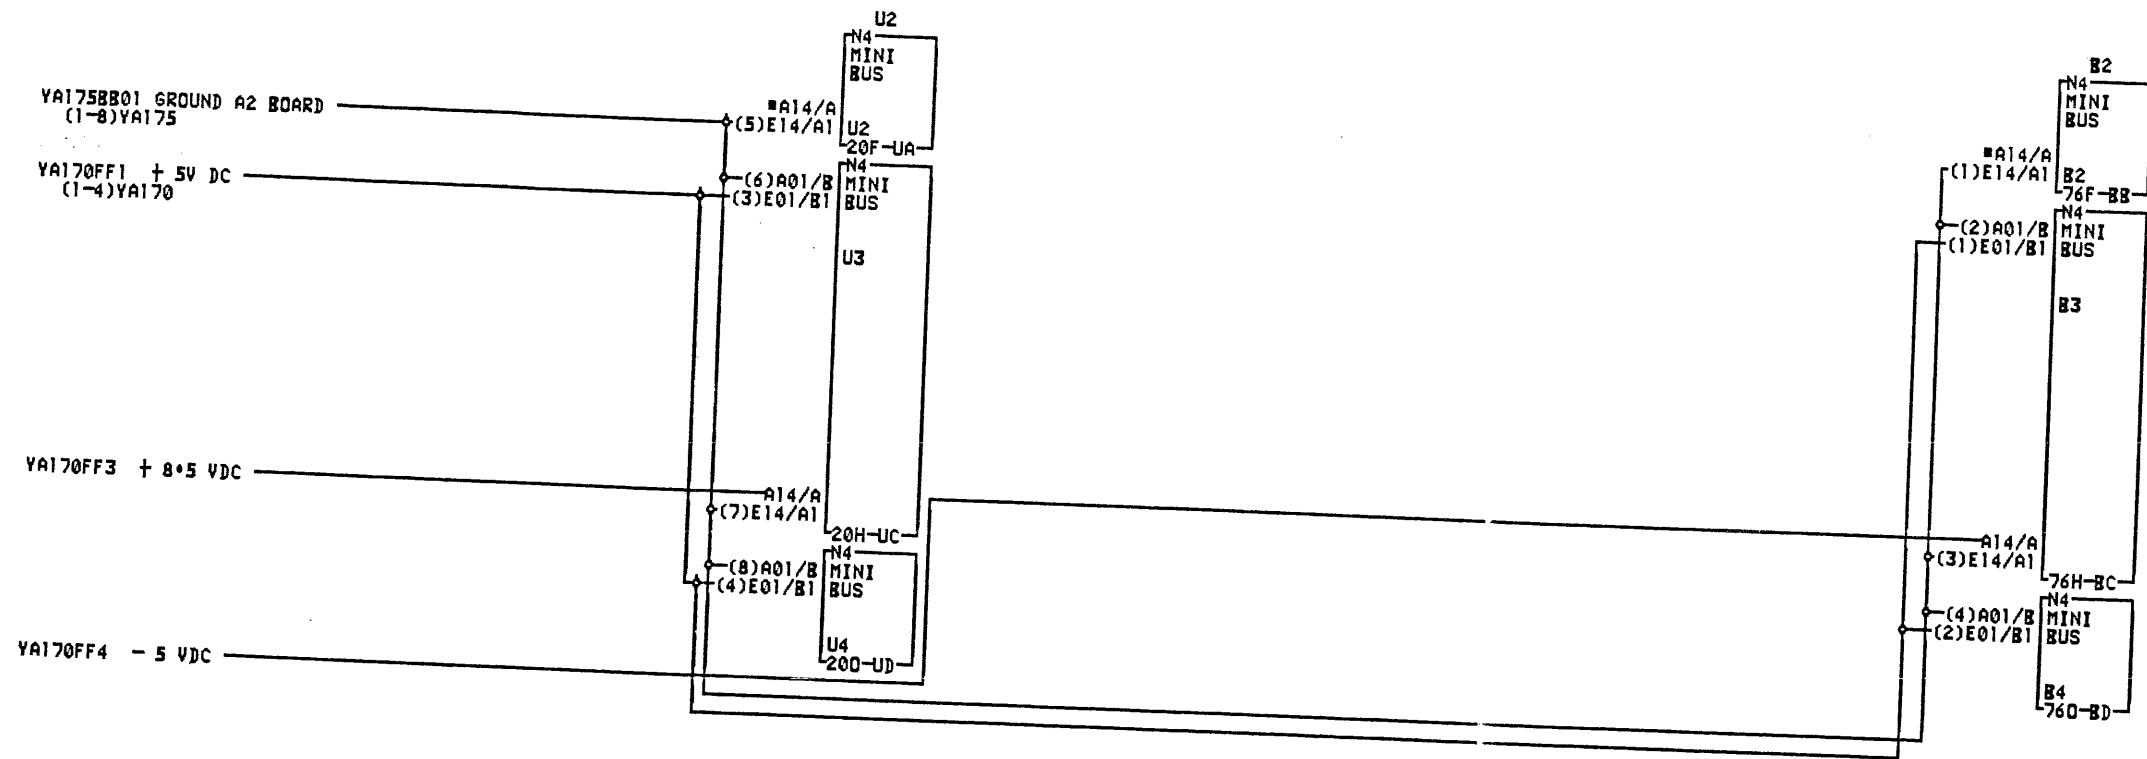 U2
N4
MINI
BUS
YA175BB01 GROUND A2 BOARD
(1-8)YA175
■A14/A
(5)E14/A1
U2
20F-UA
YA170FF1 + 5V DC
(1-4)YA170
N4
MINI
BUS
(6)A01/B
(3)E01/B1
U3
YA170FF3 + 8•5 VDC
A14/A
(7)E14/A1
20H-UC
N4
MINI
BUS
(8)A01/B
(4)E01/B1
U4
20O-UD
YA170FF4 - 5 VDC
B2
N4
MINI
BUS
■A14/A
(1)E14/A1
B2
76F-BB
N4
MINI
BUS
(2)A01/B
(1)E01/B1
B3
A14/A
(3)E14/A1
76H-BC
N4
MINI
BUS
(4)A01/B
(2)E01/B1
B4
76O-BD